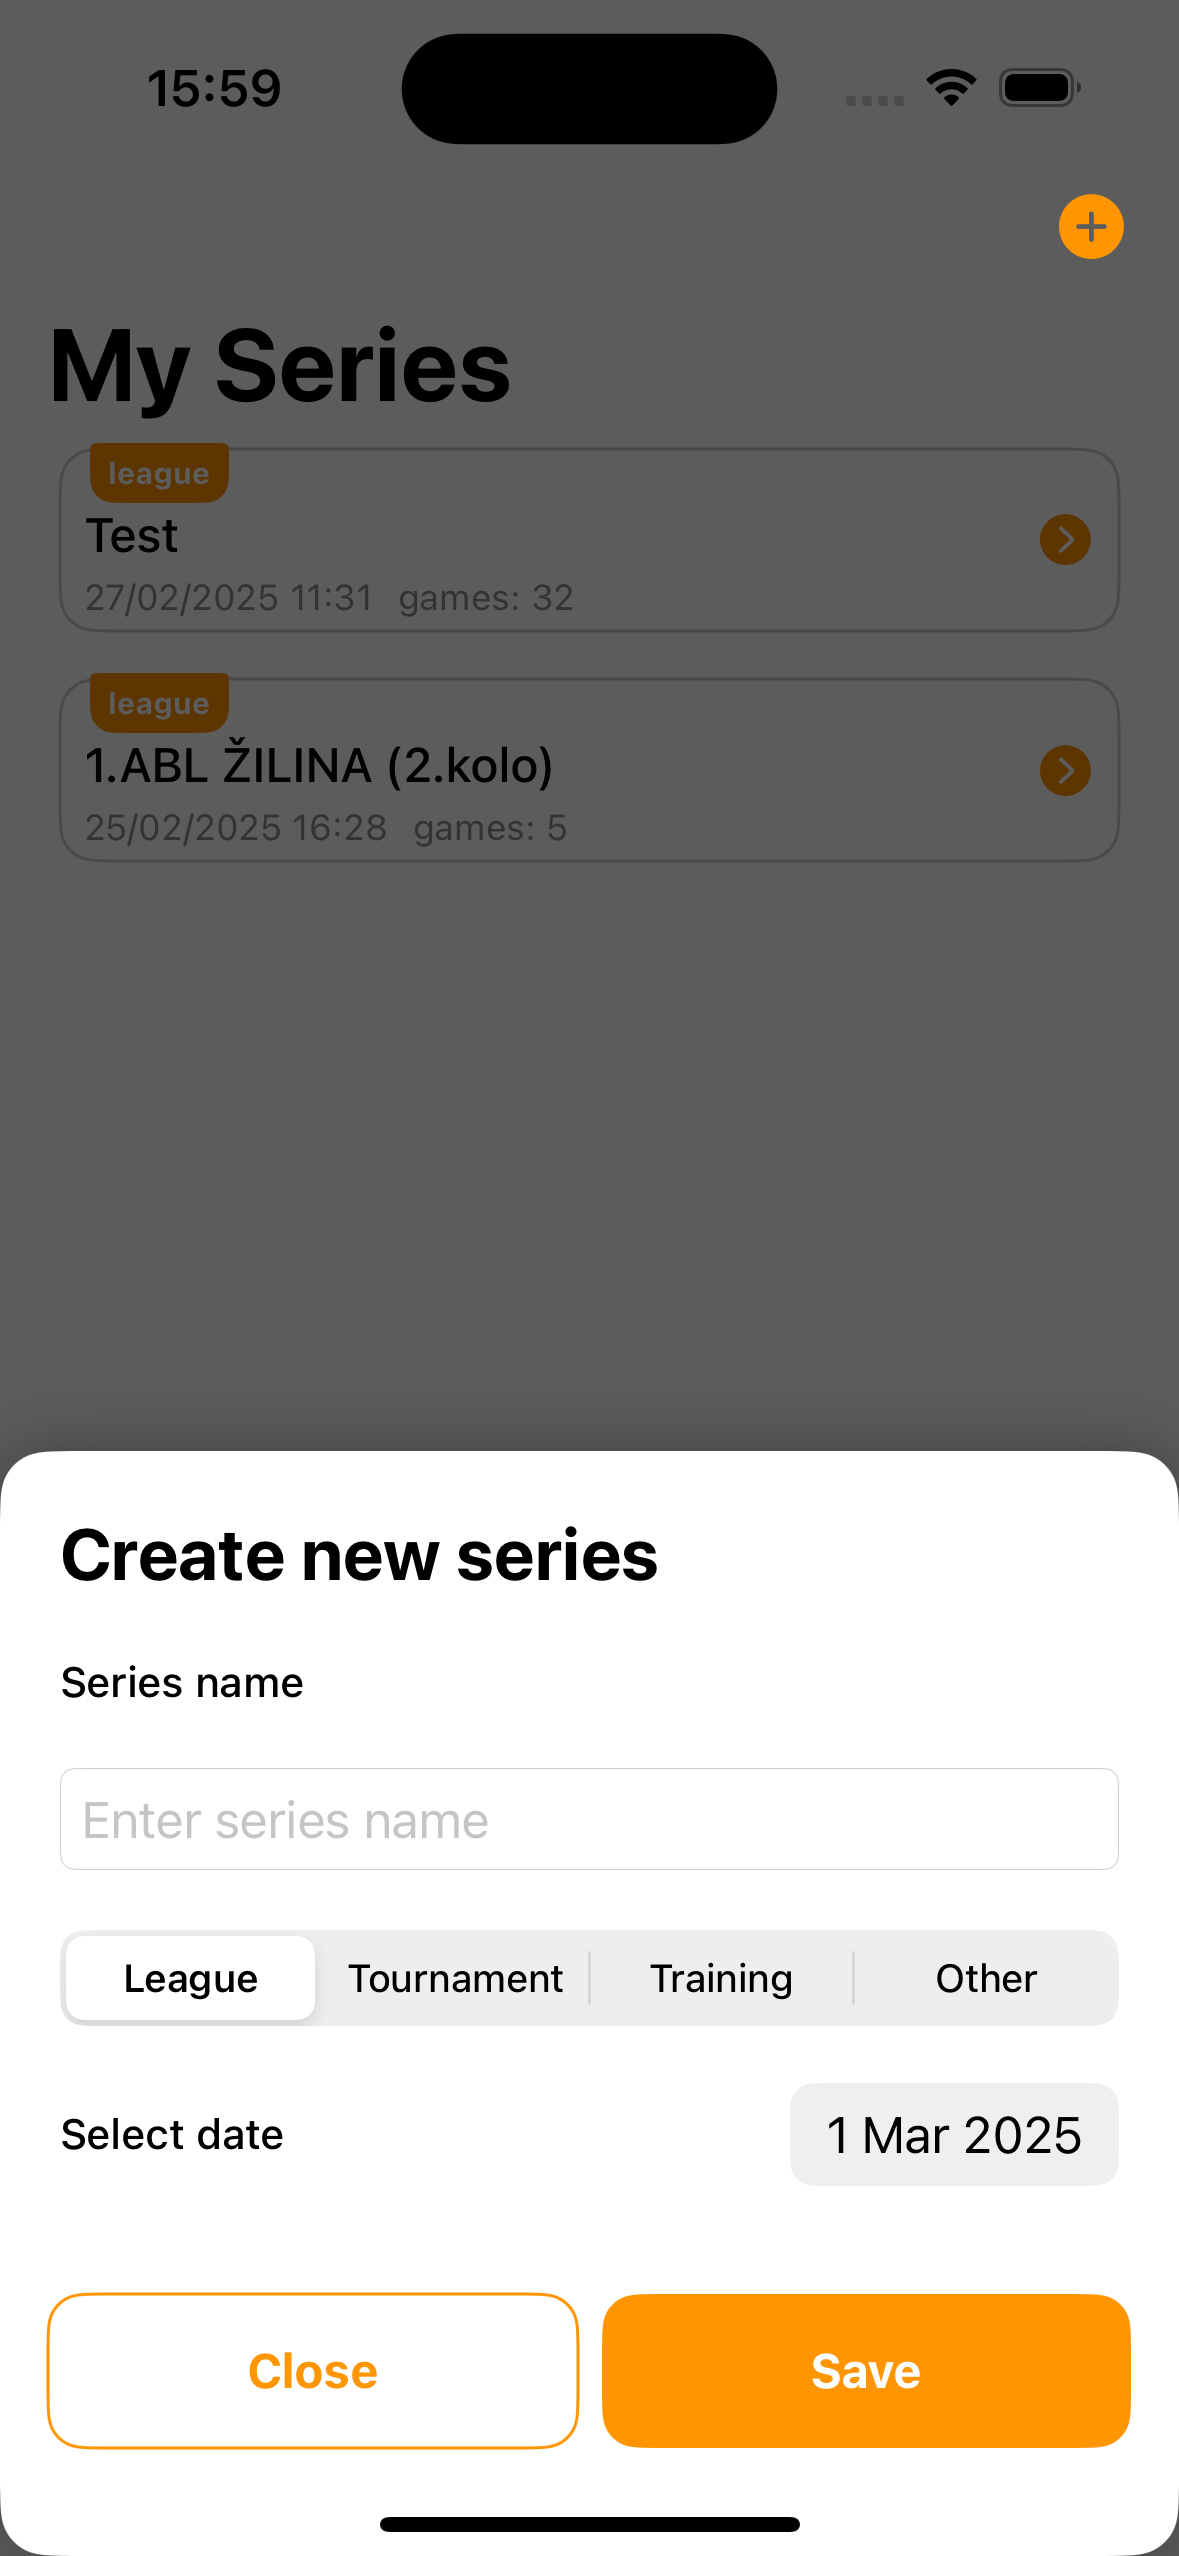 15:59
My Series
league
Test
27/02/2025 11:31 games: 32
league
1.ABL ŽILINA (2.kolo)
25/02/2025 16:28 games: 5
Create new series
Series name
Enter series name
League Tournament Training Other
Select date 1 Mar 2025
Close Save